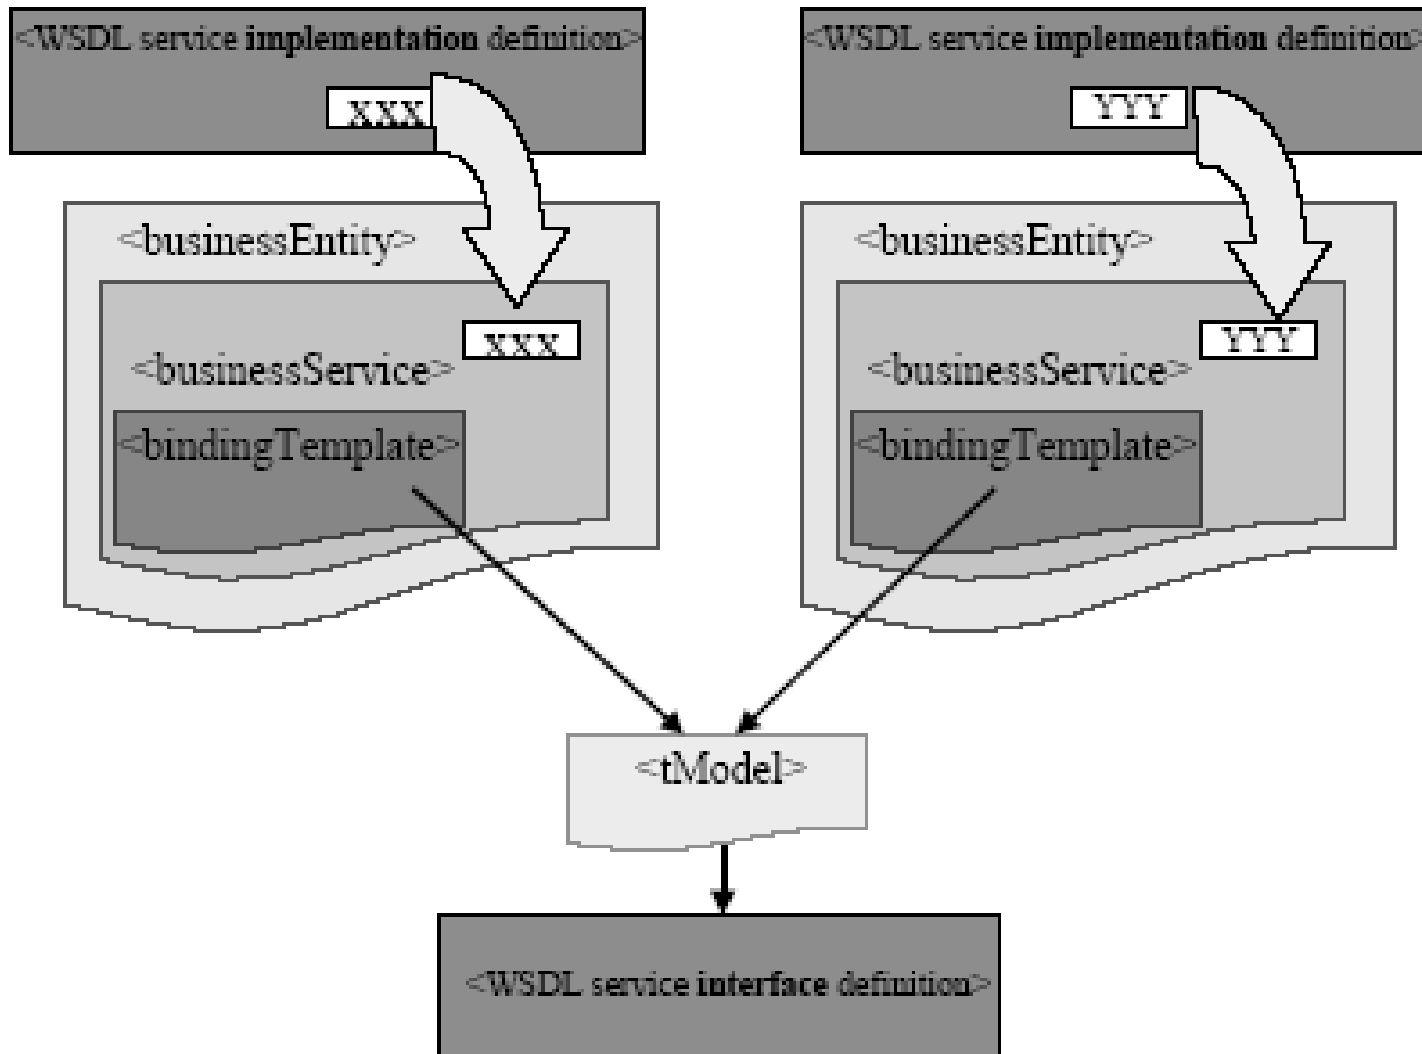 <WSDL service implementation definition>
XXX
<businessEntity>
XXX
<businessService>
<bindingTemplate>
<WSDL service implementation definition>
YYY
<businessEntity>
YYY
<businessService>
<bindingTemplate>
<tModel>
<WSDL service interface definition>